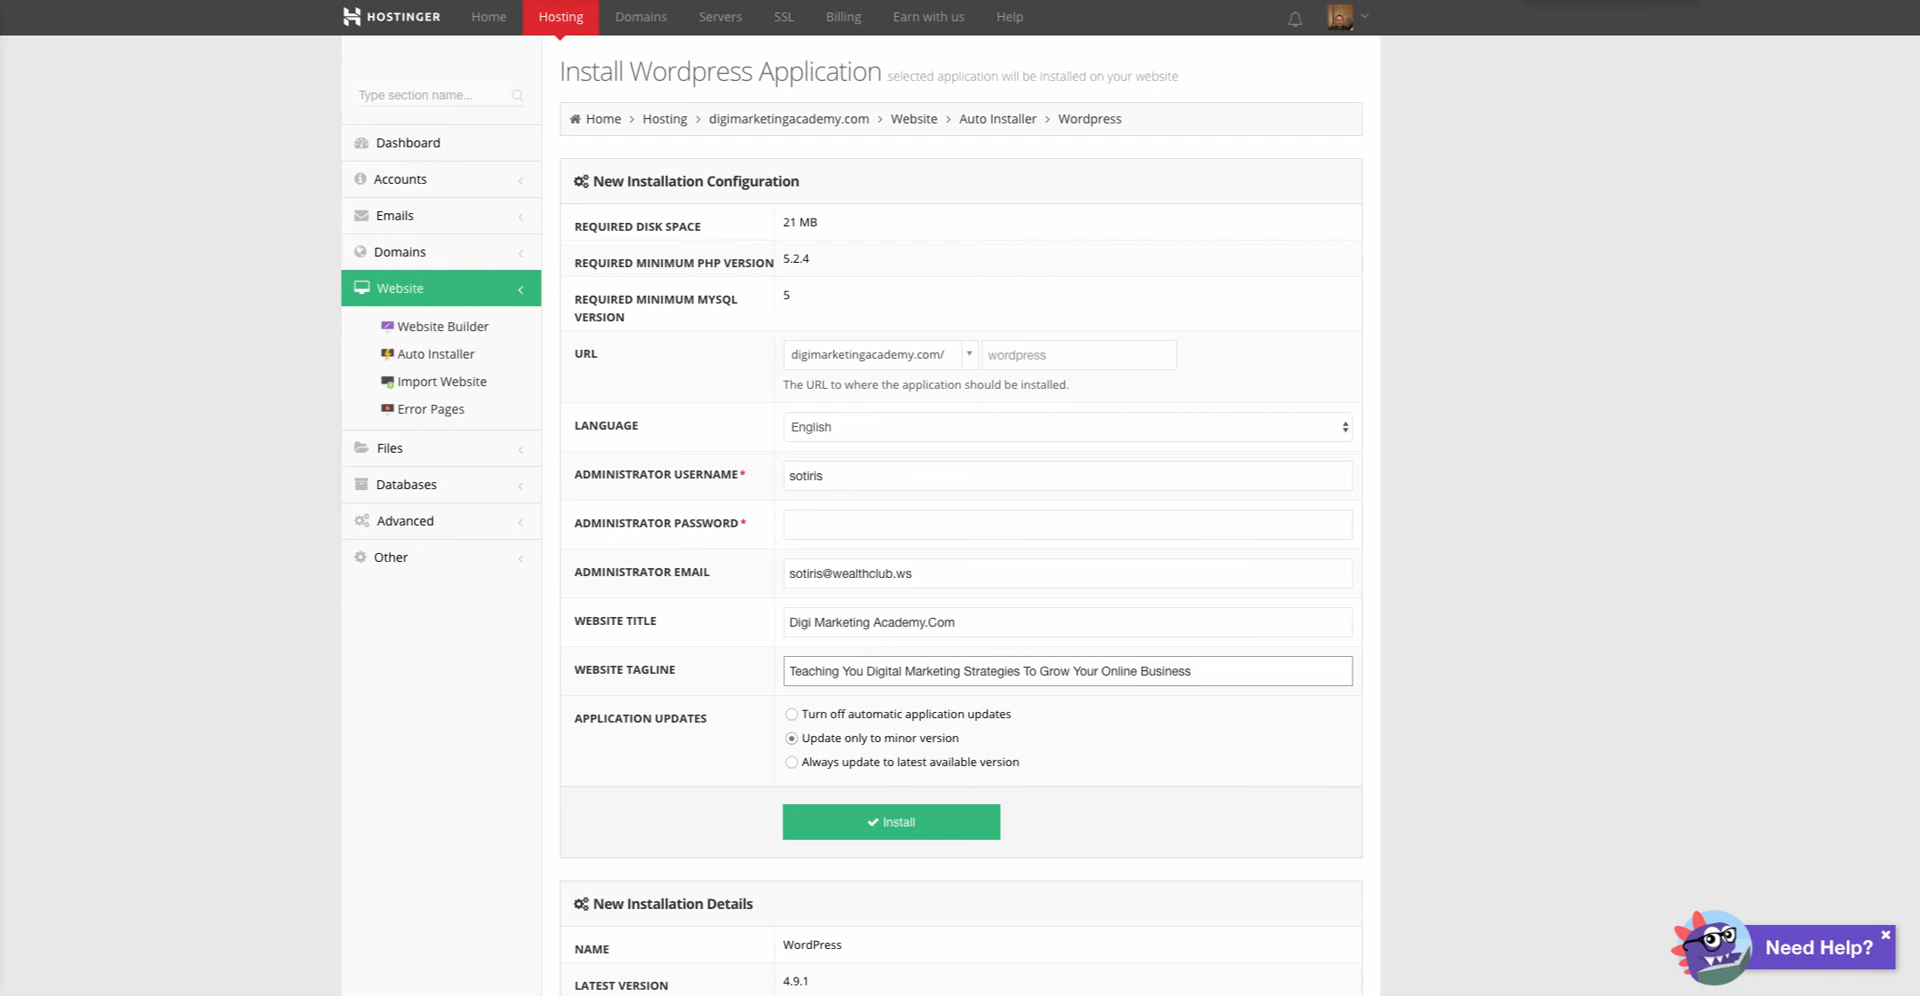 HOSTINGER
Home
Hosting
Domains
Servers
SSL
Billing
Earn with us
Help
Type section name...
Dashboard
Accounts
Emails
Domains
Website
Website Builder
Auto Installer
Import Website
Error Pages
Files
Databases
Advanced
Other
Install Wordpress Application selected application will be installed on your website
Home > Hosting > digimarketingacademy.com > Website > Auto Installer > Wordpress
New Installation Configuration
REQUIRED DISK SPACE 21 MB
REQUIRED MINIMUM PHP VERSION 5.2.4
REQUIRED MINIMUM MYSQL VERSION 5
URL digimarketingacademy.com/ wordpress
The URL to where the application should be installed.
LANGUAGE English
ADMINISTRATOR USERNAME* sotiris
ADMINISTRATOR PASSWORD*
ADMINISTRATOR EMAIL sotiris@wealthclub.ws
WEBSITE TITLE Digi Marketing Academy.Com
WEBSITE TAGLINE Teaching You Digital Marketing Strategies To Grow Your Online Business
APPLICATION UPDATES Turn off automatic application updates
Update only to minor version
Always update to latest available version
Install
New Installation Details
NAME WordPress
LATEST VERSION 4.9.1
Need Help?